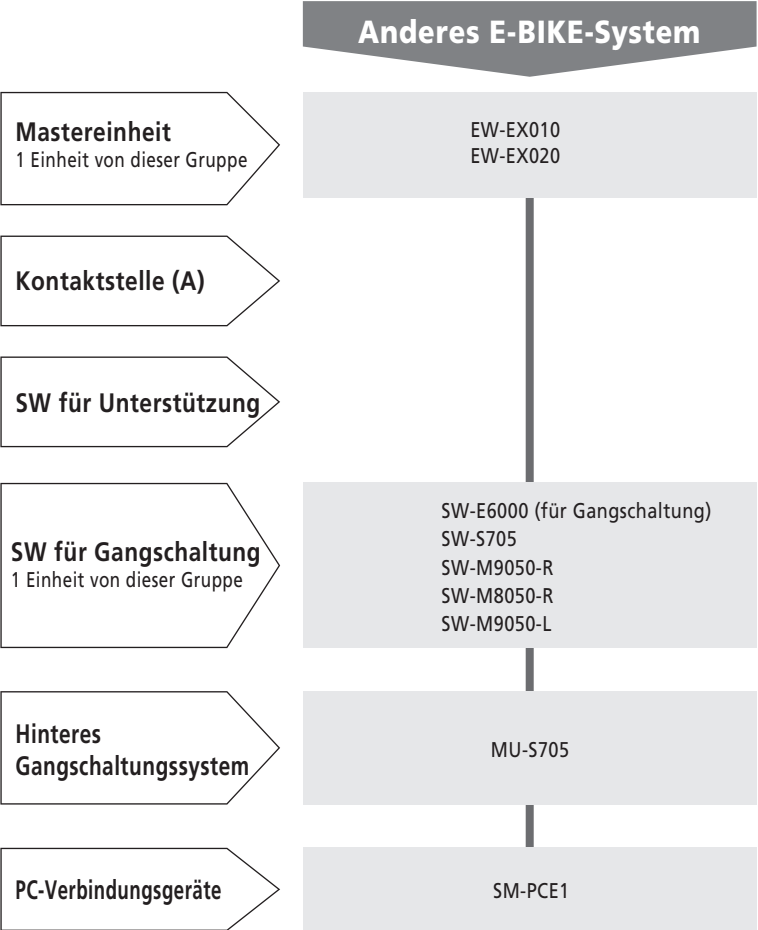 Anderes E-BIKE-System
Mastereinheit
1 Einheit von dieser Gruppe
EW-EX010
EW-EX020
Kontaktstelle (A)
SW für Unterstützung
SW für Gangschaltung
1 Einheit von dieser Gruppe
SW-E6000 (für Gangschaltung)
SW-S705
SW-M9050-R
SW-M8050-R
SW-M9050-L
Hinteres
Gangschaltungssystem
MU-S705
PC-Verbindungsgeräte
SM-PCE1